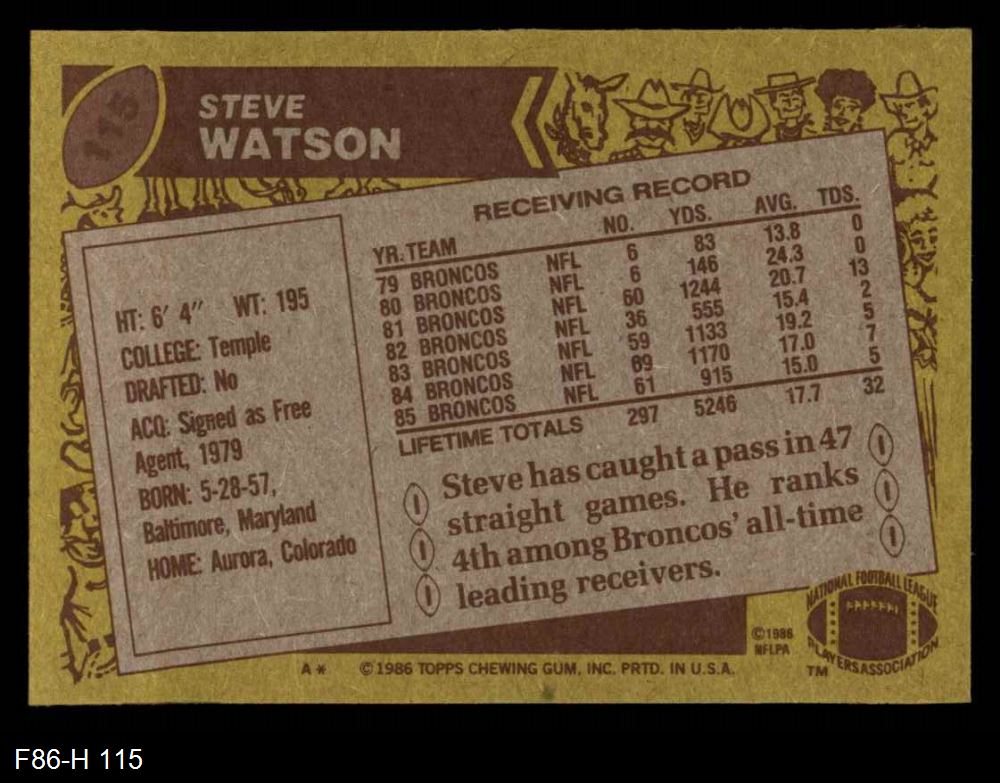 115
STEVE
WATSON
RECEIVING RECORD
YR. TEAM NO. YDS. AVG. TDS.
79 BRONCOS NFL 6 83 13.8 0
80 BRONCOS NFL 6 146 24.3 0
81 BRONCOS NFL 60 1244 20.7 13
82 BRONCOS NFL 36 555 15.4 2
83 BRONCOS NFL 59 1133 19.2 5
84 BRONCOS NFL 69 1170 17.0 7
85 BRONCOS NFL 61 915 15.0 5
LIFETIME TOTALS 297 5246 17.7 32
HT: 6' 4" WT: 195
COLLEGE: Temple
DRAFTED: No
ACQ: Signed as Free
Agent, 1979
BORN: 5-28-57,
Baltimore, Maryland
HOME: Aurora, Colorado
Steve has caught a pass in 47
straight games. He ranks
4th among Broncos' all-time
leading receivers.
©1986
NFLPA
NATIONAL FOOTBALL LEAGUE
PLAYERS ASSOCIATION
TM
A * ©1986 TOPPS CHEWING GUM, INC. PRTD. IN U.S.A.
F86-H 115